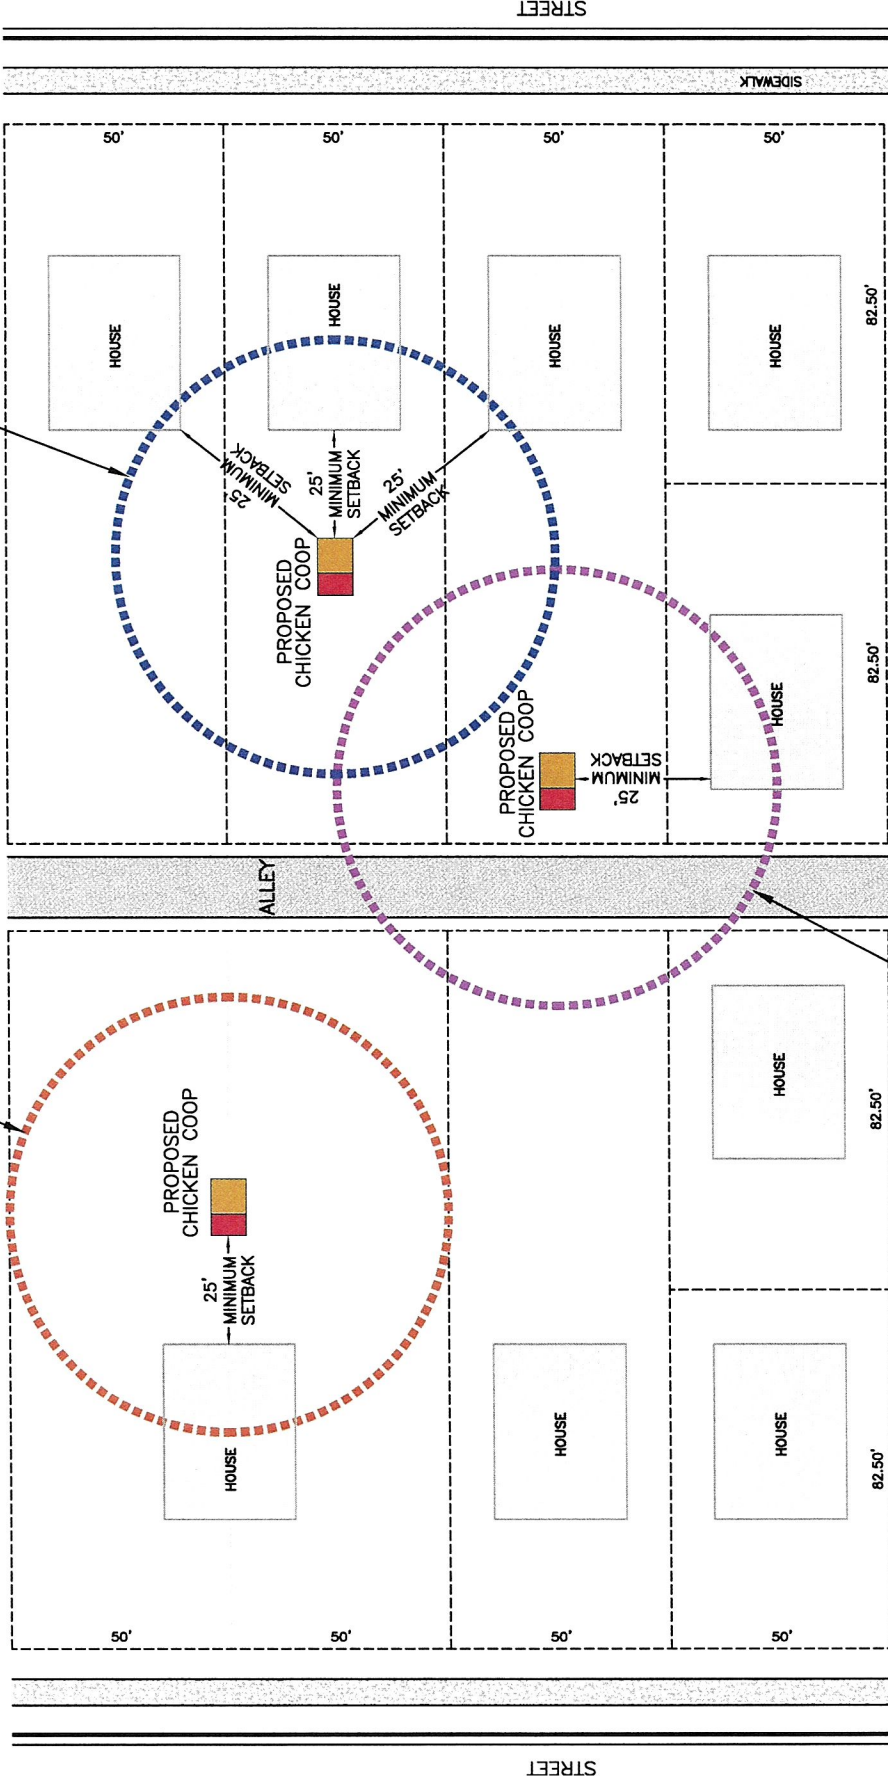 STREET
SIDEWALK
50'
50'
50'
50'
HOUSE
HOUSE
HOUSE
HOUSE
82.50'
25'
MINIMUM
SETBACK
25'
MINIMUM
SETBACK
25'
MINIMUM
SETBACK
PROPOSED
CHICKEN COOP
HOUSE
82.50'
PROPOSED
CHICKEN COOP
25'
MINIMUM
SETBACK
ALLEY
PROPOSED
CHICKEN COOP
25'
MINIMUM
SETBACK
HOUSE
82.50'
HOUSE
HOUSE
HOUSE
82.50'
50'
50'
50'
50'
STREET